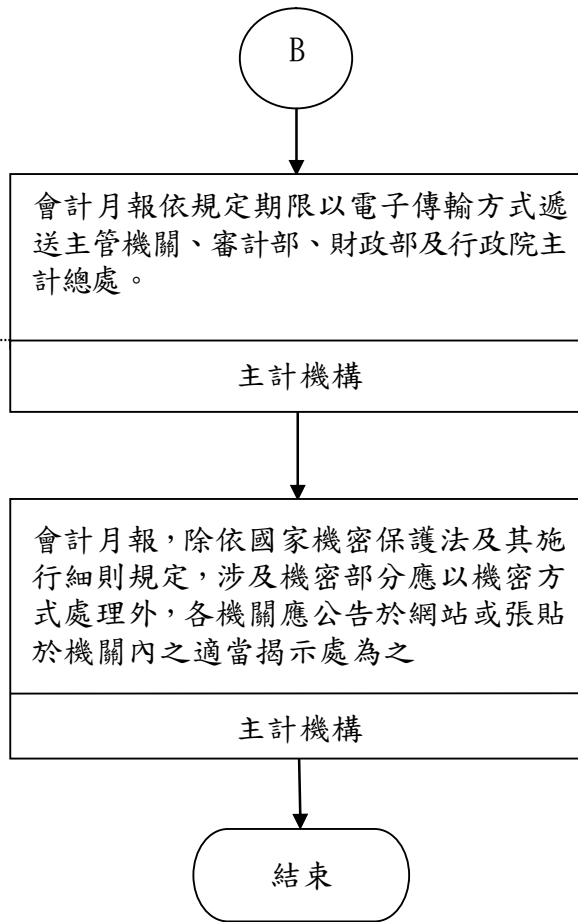 B
會計月報依規定期限以電子傳輸方式遞
送主管機關、審計部、財政部及行政院主
計總處。
主計機構
會計月報，除依國家機密保護法及其施
行細則規定，涉及機密部分應以機密方
式處理外，各機關應公告於網站或張貼
於機關內之適當揭示處為之
主計機構
結束